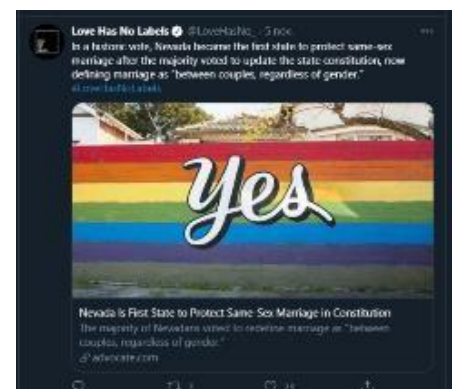 Love Has No Labels @LoveHasNo_ · 5 nov.
In a historic vote, Nevada became the first state to protect same-sex
marriage after the majority voted to update the state constitution, now
defining marriage as "between couples, regardless of gender."
#LoveHasNoLabels
yes
Nevada Is First State to Protect Same-Sex Marriage in Constitution
The majority of Nevadans voted to redefine marriage as "between
couples, regardless of gender."
advocate.com